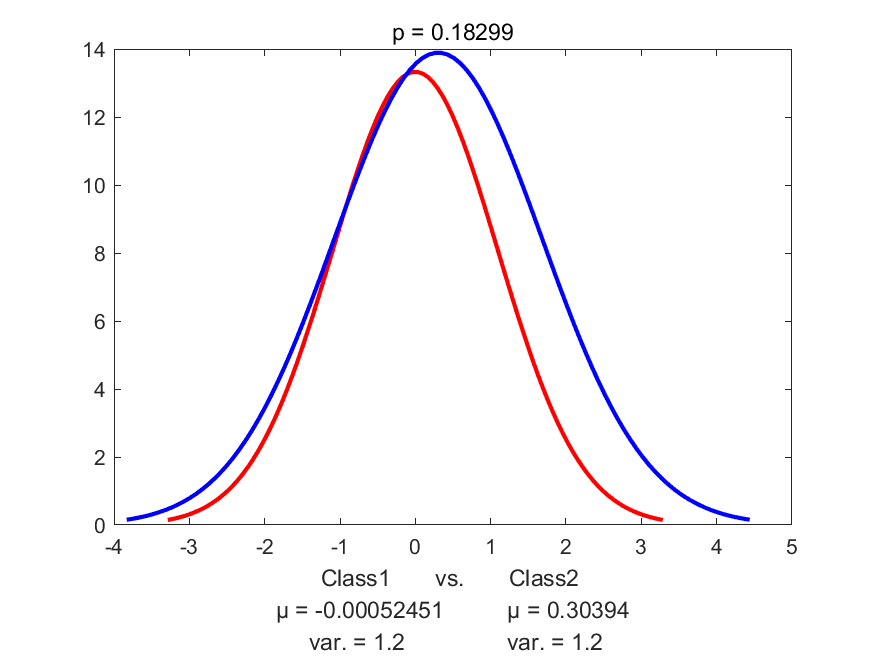 p = 0.18299
14
12
10
8
6
4
2
0
-4 -3 -2 -1 0 1 2 3 4 5
Class1 vs. Class2
μ = -0.00052451 μ = 0.30394
var. = 1.2 var. = 1.2